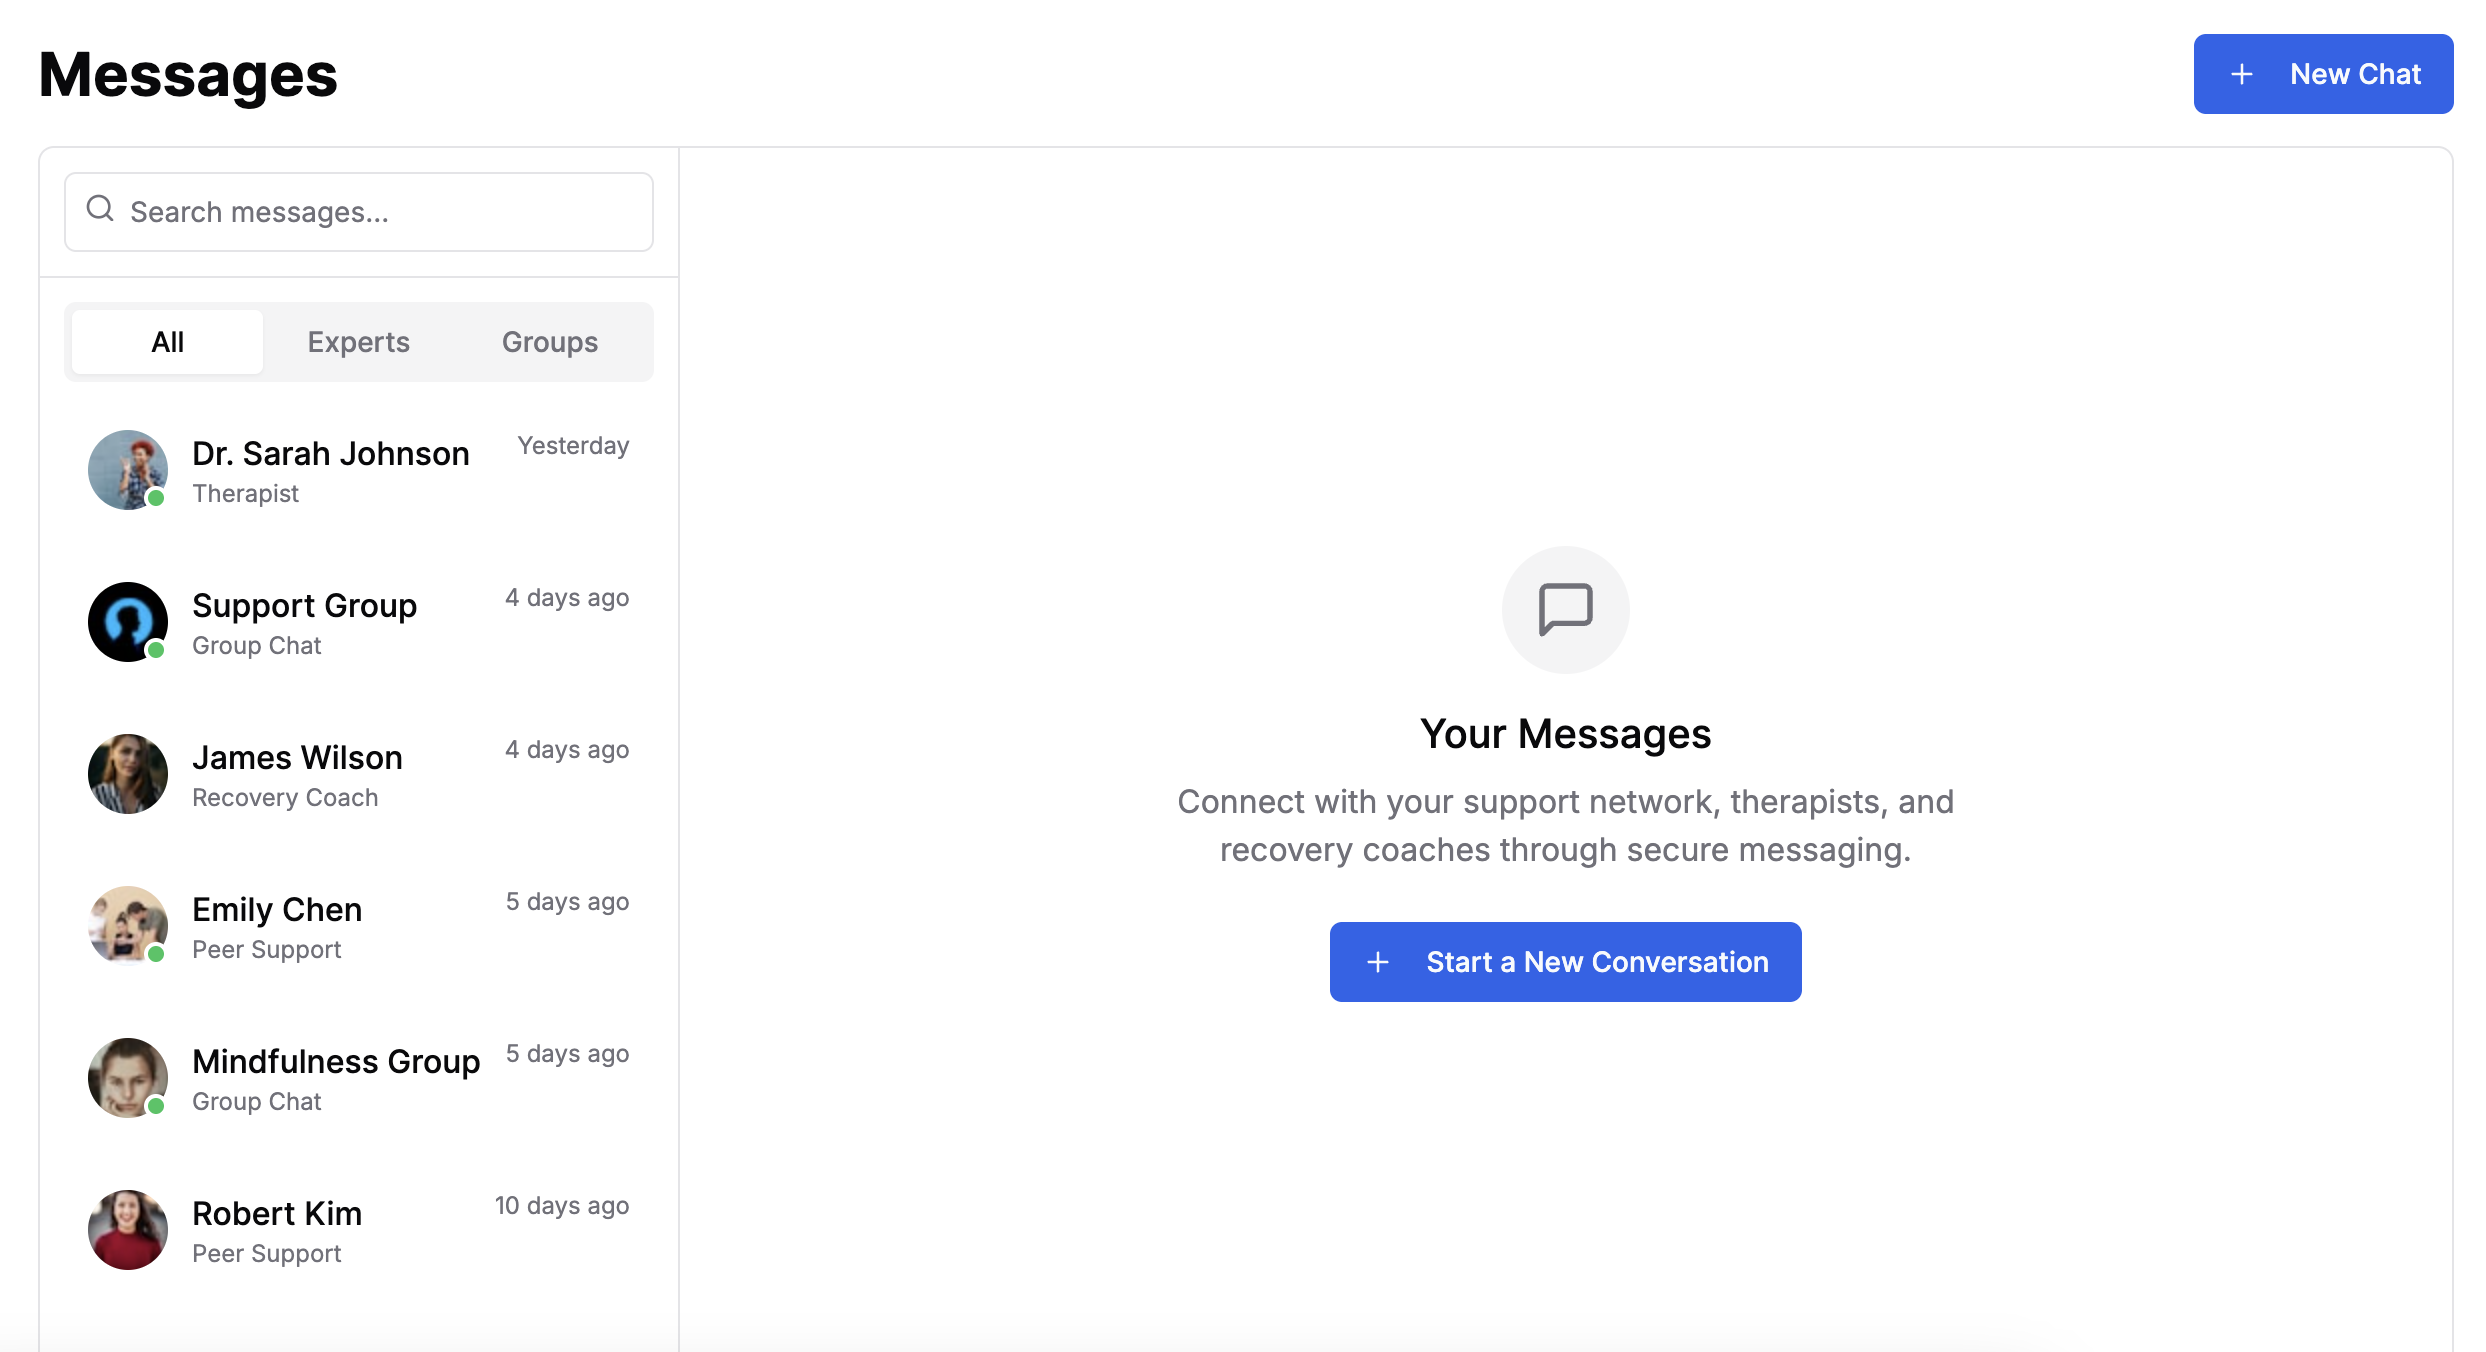 Messages
New Chat
Search messages...
All
Experts
Groups
Dr. Sarah Johnson
Yesterday
Therapist
Support Group
4 days ago
Group Chat
James Wilson
4 days ago
Recovery Coach
Emily Chen
5 days ago
Peer Support
Mindfulness Group
5 days ago
Group Chat
Robert Kim
10 days ago
Peer Support
Your Messages
Connect with your support network, therapists, and
recovery coaches through secure messaging.
Start a New Conversation